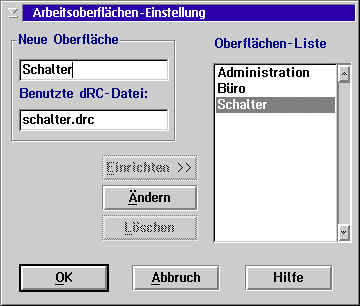 Arbeitsoberflächen-Einstellung
Neue Oberfläche
Schalter
Benutzte dRC-Datei:
schalter.drc
Oberflächen-Liste
Administration
Büro
Schalter
Einrichten >>
Ändern
Löschen
OK
Abbruch
Hilfe